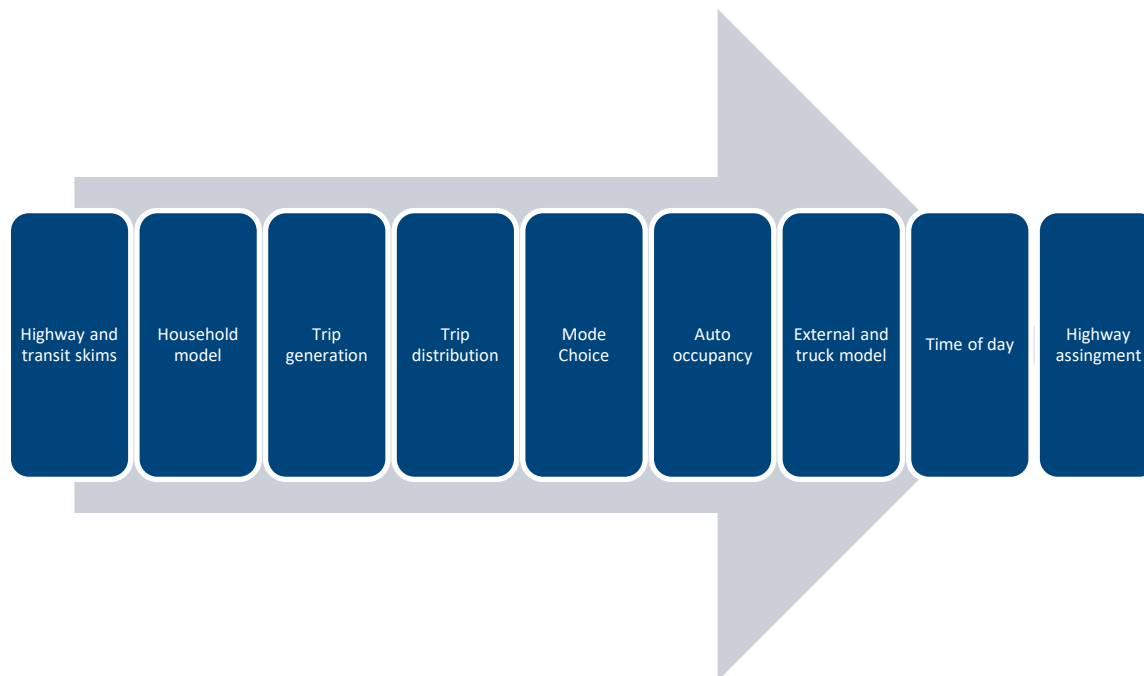 Highway and
transit skims
Household
model
Trip
generation
Trip
distribution
Mode
Choice
Auto
occupancy
External and
truck model
Time of day
Highway
assingment